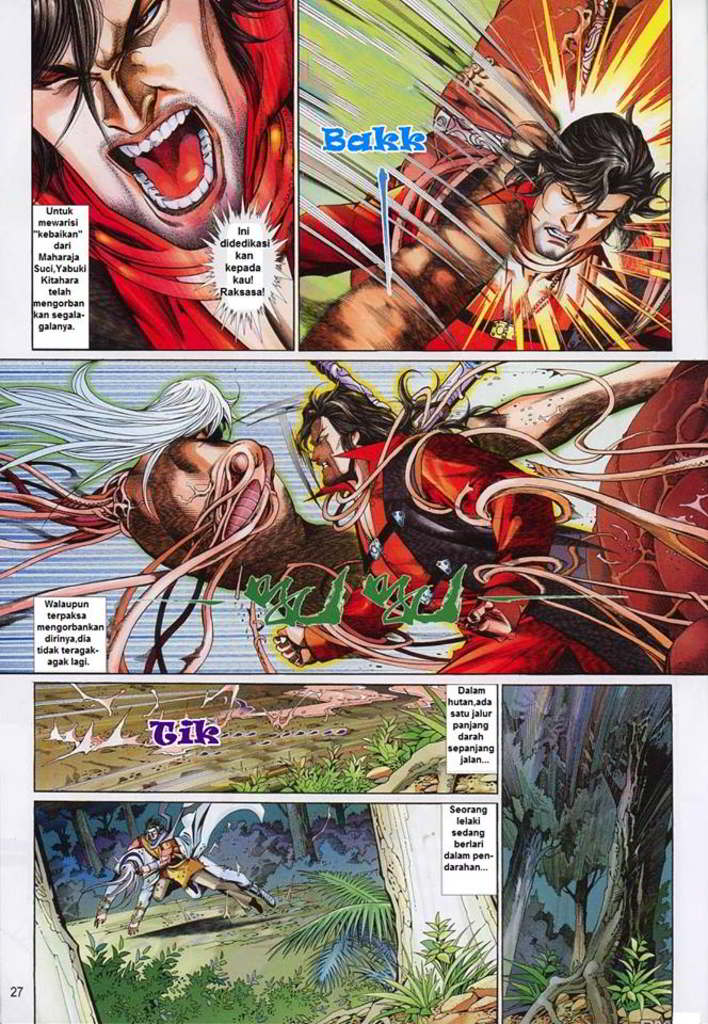 Untuk
mewarisi
"kebaikan"
dari
Maharaja
Suci,Yabuki
Kitahara
telah
mengorban
kan segala-
galanya.
Ini
didedikasi
kan
kepada
kau!
Raksasa!
Bakk
Walaupun
terpaksa
mengorbankan
dirinya,dia
tidak teragak-
agak lagi.
Tik
Dalam
hutan,ada
satu jalur
panjang
darah
sepanjang
jalan...
Seorang
lelaki
sedang
berlari
dalam pen-
darahan...
27